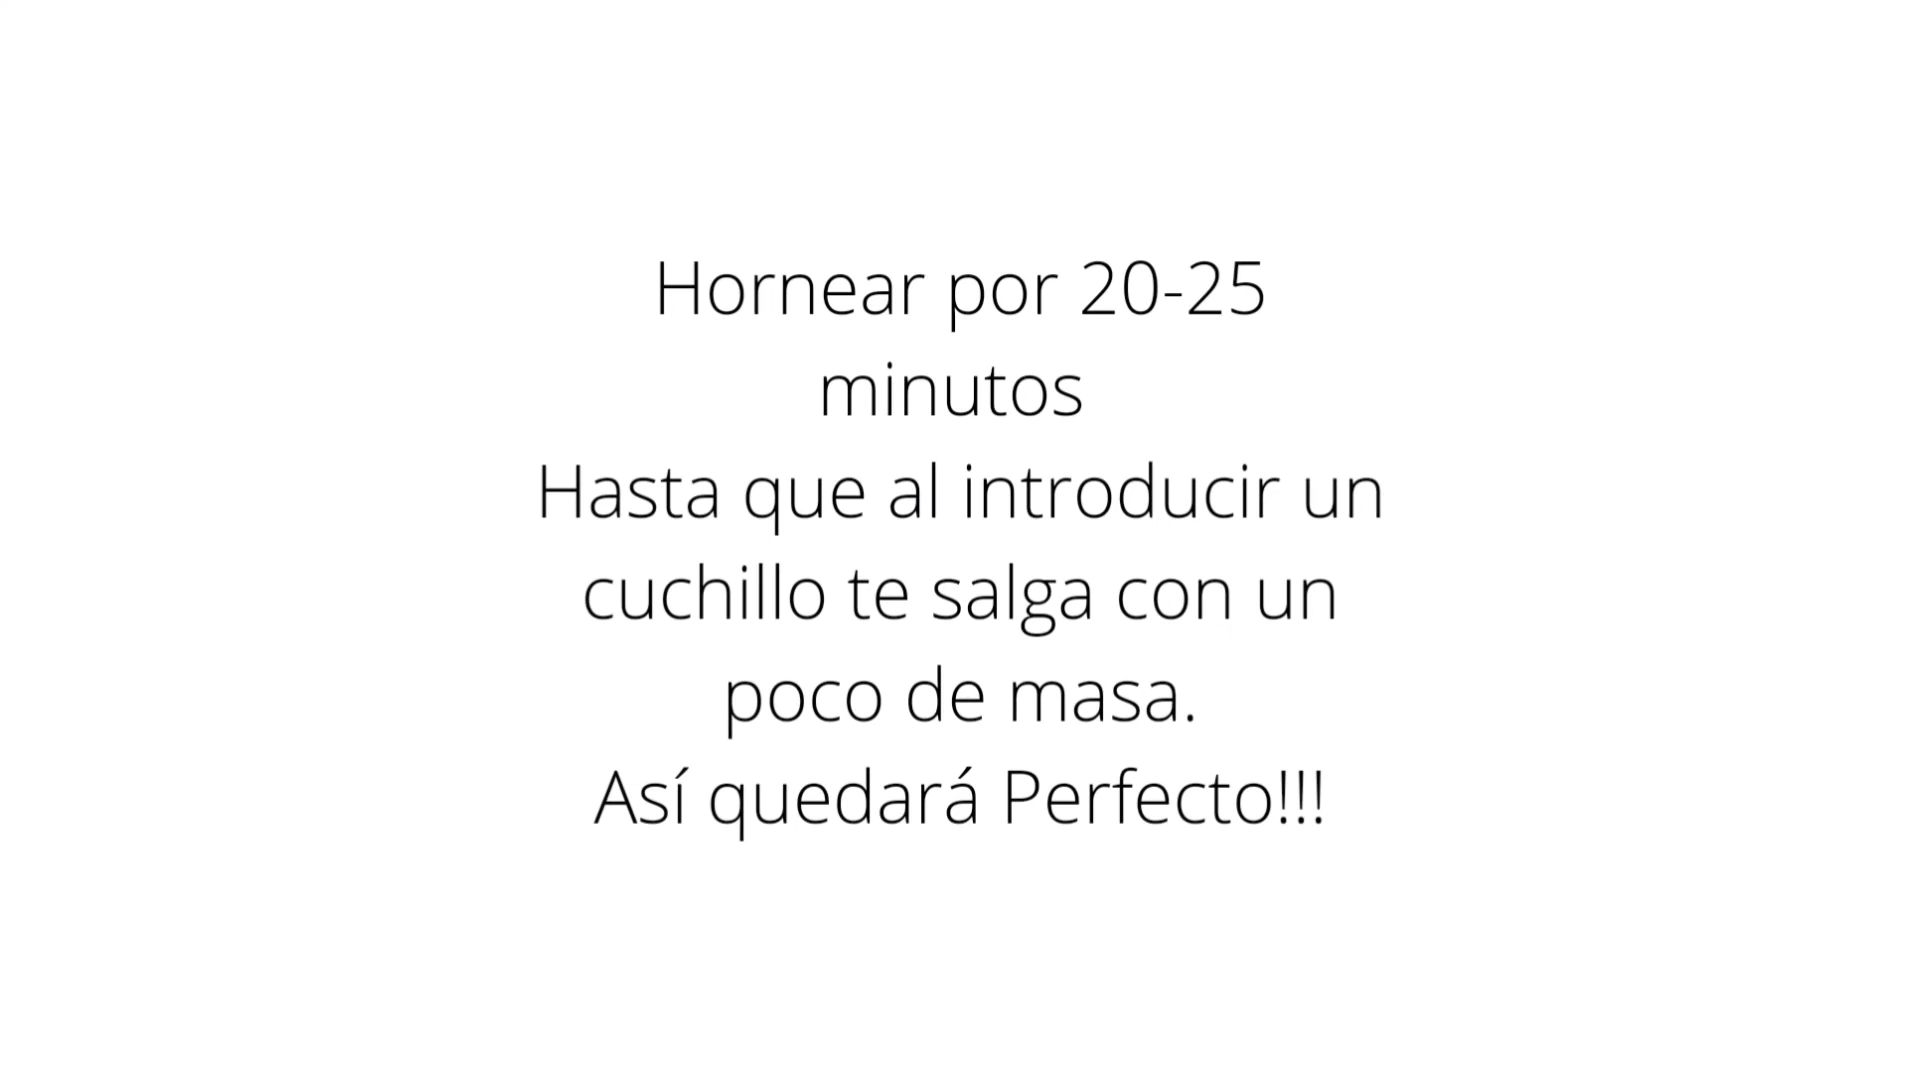 Hornear por 20-25
minutos
Hasta que al introducir un
cuchillo te salga con un
poco de masa.
Así quedará Perfecto!!!